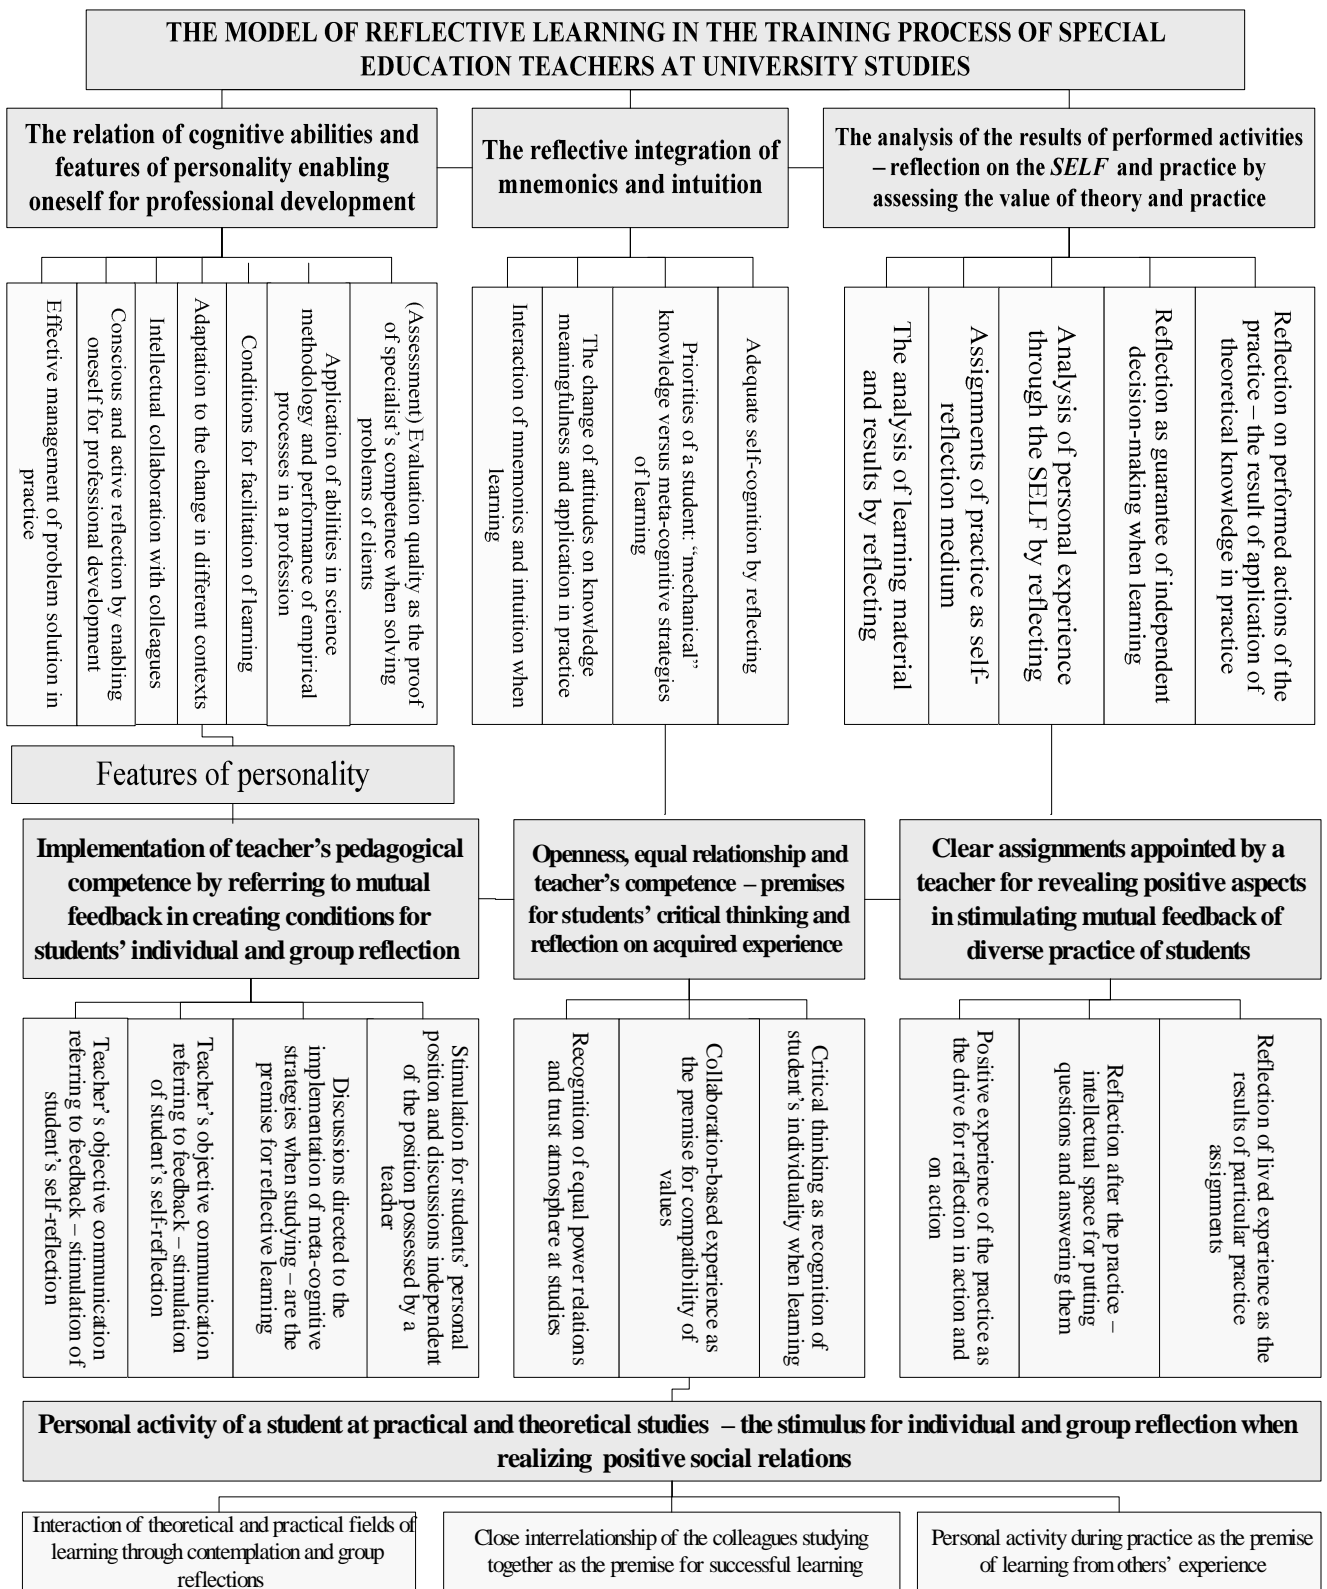 THE MODEL OF REFLECTIVE LEARNING IN THE TRAINING PROCESS OF SPECIAL
EDUCATION TEACHERS AT UNIVERSITY STUDIES
The relation of cognitive abilities and
features of personality enabling
oneself for professional development
The reflective integration of
mnemonics and intuition
The analysis of the results of performed activities
– reflection on the SELF and practice by
assessing the value of theory and practice
Effective management of problem solution in
practice
Conscious and active reflection by enabling
oneself for professional development
Intellectual collaboration with colleagues
Adaptation to the change in different contexts
Conditions for facilitation of learning
Application of abilities in science
methodology and performance of empirical
processes in a profession
(Assessment) Evaluation quality as the proof
of specialist’s competence when solving
problems of clients
Interaction of mnemonics and intuition when
learning
The change of attitudes on knowledge
meaningfulness and application in practice
Priorities of a student: “mechanical”
knowledge versus meta-cognitive strategies
of learning
Adequate self-cognition by reflecting
The analysis of learning material
and results by reflecting
Assignments of practice as self-
reflection medium
Analysis of personal experience
through the SELF by reflecting
Reflection as guarantee of independent
decision-making when learning
Reflection on performed actions of the
practice – the result of application of
theoretical knowledge in practice
Features of personality
Implementation of teacher’s pedagogical
competence by referring to mutual
feedback in creating conditions for
students’ individual and group reflection
Openness, equal relationship and
teacher’s competence – premises
for students’ critical thinking and
reflection on acquired experience
Clear assignments appointed by a
teacher for revealing positive aspects
in stimulating mutual feedback of
diverse practice of students
Teacher’s objective communication
referring to feedback – stimulation of
student’s self-reflection
Teacher’s objective communication
referring to feedback – stimulation
of student’s self-reflection
Discussions directed to the
implementation of meta-cognitive
strategies when studying – are the
premise for reflective learning
Stimulation for students’ personal
position and discussions independent
of the position possessed by a
teacher
Recognition of equal power relations
and trust atmosphere at studies
Collaboration-based experience as
the premise for compatibility of
values
Critical thinking as recognition of
student’s individuality when learning
Positive experience of the practice as
the drive for reflection in action and
on action
Reflection after the practice –
intellectual space for putting
questions and answering them
Reflection of lived experience as the
results of particular practice
assignments
Personal activity of a student at practical and theoretical studies – the stimulus for individual and group reflection when
realizing positive social relations
Interaction of theoretical and practical fields of
learning through contemplation and group
reflections
Close interrelationship of the colleagues studying
together as the premise for successful learning
Personal activity during practice as the premise
of learning from others’ experience